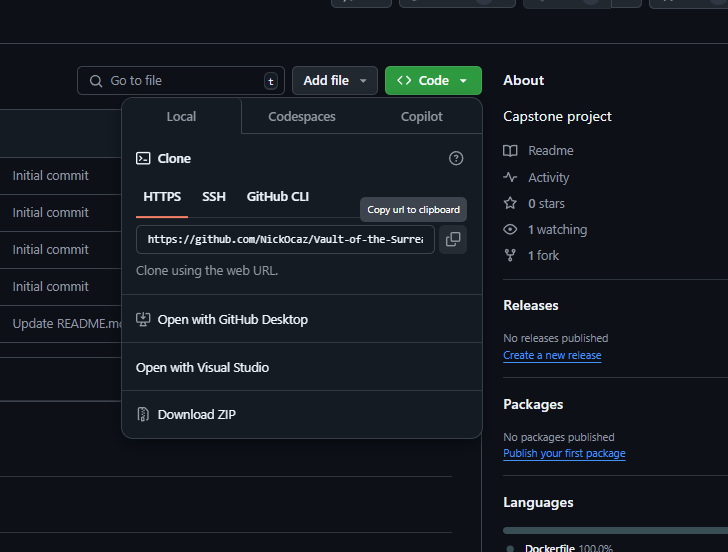 Go to file
t
Add file
Code
About
Local
Codespaces
Copilot
Capstone project
Clone
Readme
Initial commit
Activity
HTTPS
SSH
GitHub CLI
Copy url to clipboard
0 stars
Initial commit
1 watching
https://github.com/NickOcaz/Vault-of-the-Surrea
Initial commit
1 fork
Clone using the web URL.
Initial commit
Releases
Open with GitHub Desktop
Update README.md
No releases published
Create a new release
Open with Visual Studio
Packages
Download ZIP
No packages published
Publish your first package
Languages
Dockerfile 100.0%